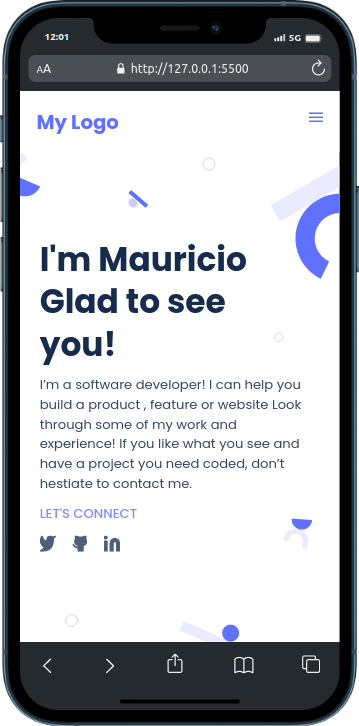 12:01
5G
AA
http://127.0.0.1:5500
My Logo
I'm Mauricio
Glad to see
you!
I'm a software developer! I can help you
build a product , feature or website Look
through some of my work and
experience! If you like what you see and
have a project you need coded, don't
hestiate to contact me.
LET'S CONNECT
in